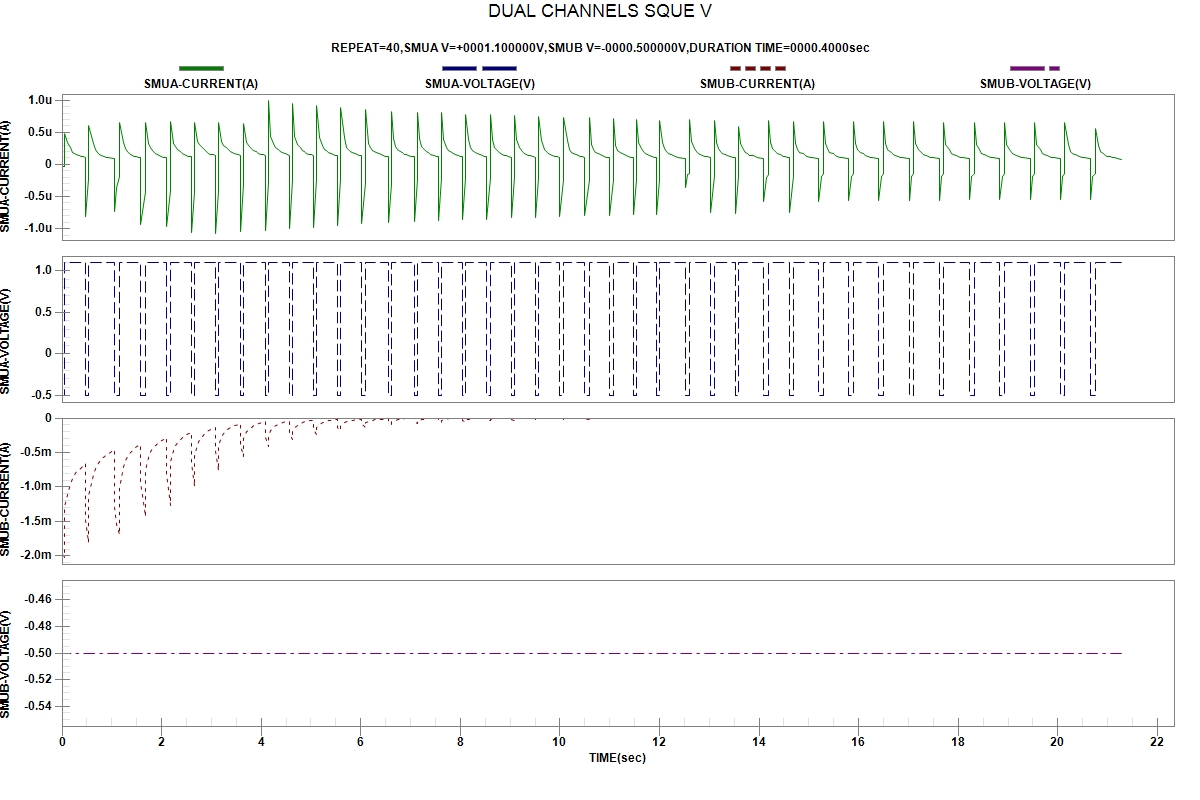 DUAL CHANNELS SQUE V
REPEAT=40,SMUA V=+0001.100000V,SMUB V=-0000.500000V,DURATION TIME=0000.4000sec
SMUA-CURRENT(A) SMUA-VOLTAGE(V) SMUB-CURRENT(A) SMUB-VOLTAGE(V)
SMUA-CURRENT(A)
1.0u
0.5u
0
-0.5u
-1.0u
SMUA-VOLTAGE(V)
1.0
0.5
0
-0.5
SMUB-CURRENT(A)
0
-0.5m
-1.0m
-1.5m
-2.0m
SMUB-VOLTAGE(V)
-0.46
-0.48
-0.50
-0.52
-0.54
0 2 4 6 8 10 12 14 16 18 20 22
TIME(sec)